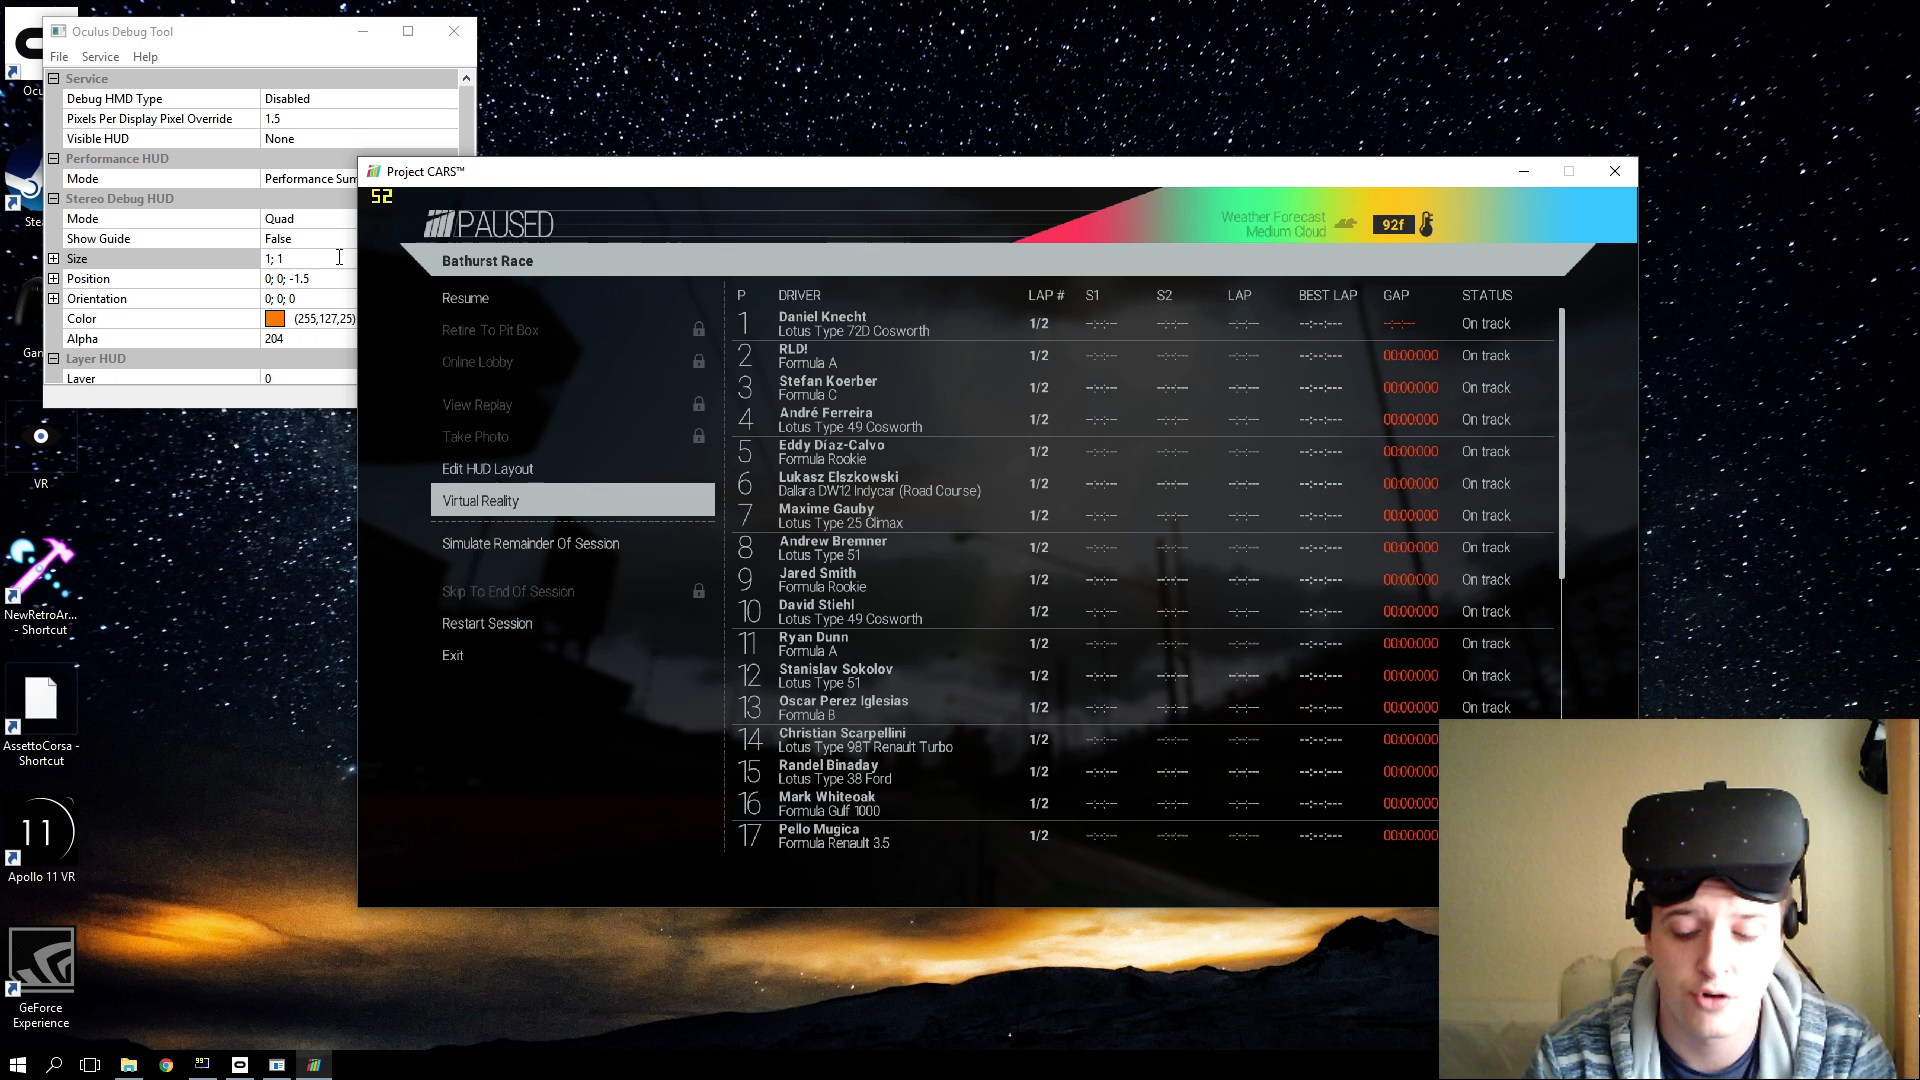 Oculus Debug Tool
File Service Help
Service
Debug HMD Type Disabled
Pixels Per Display Pixel Override 1.5
Visible HUD None
Performance HUD
Mode Performance Sum
Stereo Debug HUD
Mode Quad
Show Guide False
Size 1; 1
Position 0; 0; -1.5
Orientation 0; 0; 0
Color (255,127,25)
Alpha 204
Layer HUD
Layer 0
Project CARS™
52
PAUSED
Weather Forecast
Medium Cloud
92f
Bathurst Race
Resume
Retire To Pit Box
Online Lobby
View Replay
Take Photo
Edit HUD Layout
Virtual Reality
Simulate Remainder Of Session
Skip To End Of Session
Restart Session
Exit
P DRIVER LAP # S1 S2 LAP BEST LAP GAP STATUS
1 Daniel Knecht 1/2 --:--:--- --:--:--- --:--:--- --:--:--- --:--:--- On track
Lotus Type 72D Cosworth
2 RLD! 1/2 --:--:--- --:--:--- --:--:--- --:--:--- 00:00:000 On track
Formula A
3 Stefan Koerber 1/2 --:--:--- --:--:--- --:--:--- --:--:--- 00:00:000 On track
Formula C
4 André Ferreira 1/2 --:--:--- --:--:--- --:--:--- --:--:--- 00:00:000 On track
Lotus Type 49 Cosworth
5 Eddy Díaz-Calvo 1/2 --:--:--- --:--:--- --:--:--- --:--:--- 00:00:000 On track
Formula Rookie
6 Lukasz Elszkowski 1/2 --:--:--- --:--:--- --:--:--- --:--:--- 00:00:000 On track
Dallara DW12 Indycar (Road Course)
7 Maxime Gauby 1/2 --:--:--- --:--:--- --:--:--- --:--:--- 00:00:000 On track
Lotus Type 25 Climax
8 Andrew Bremner 1/2 --:--:--- --:--:--- --:--:--- --:--:--- 00:00:000 On track
Lotus Type 51
9 Jared Smith 1/2 --:--:--- --:--:--- --:--:--- --:--:--- 00:00:000 On track
Formula Rookie
10 David Stiehl 1/2 --:--:--- --:--:--- --:--:--- --:--:--- 00:00:000 On track
Lotus Type 49 Cosworth
11 Ryan Dunn 1/2 --:--:--- --:--:--- --:--:--- --:--:--- 00:00:000 On track
Formula A
12 Stanislav Sokolov 1/2 --:--:--- --:--:--- --:--:--- --:--:--- 00:00:000 On track
Lotus Type 51
13 Oscar Perez Iglesias 1/2 --:--:--- --:--:--- --:--:--- --:--:--- 00:00:000 On track
Formula B
14 Christian Scarpellini 1/2 --:--:--- --:--:--- --:--:--- --:--:--- 00:00:000
Lotus Type 98T Renault Turbo
15 Randel Binaday 1/2 --:--:--- --:--:--- --:--:--- --:--:--- 00:00:000
Lotus Type 38 Ford
16 Mark Whiteoak 1/2 --:--:--- --:--:--- --:--:--- --:--:--- 00:00:000
Formula Gulf 1000
17 Pello Mugica 1/2 --:--:--- --:--:--- --:--:--- --:--:--- 00:00:000
Formula Renault 3.5
Ocu
Stea
Gan
VR
NewRetroAr...
- Shortcut
AssettoCorsa -
Shortcut
11
Apollo 11 VR
GeForce
Experience
99